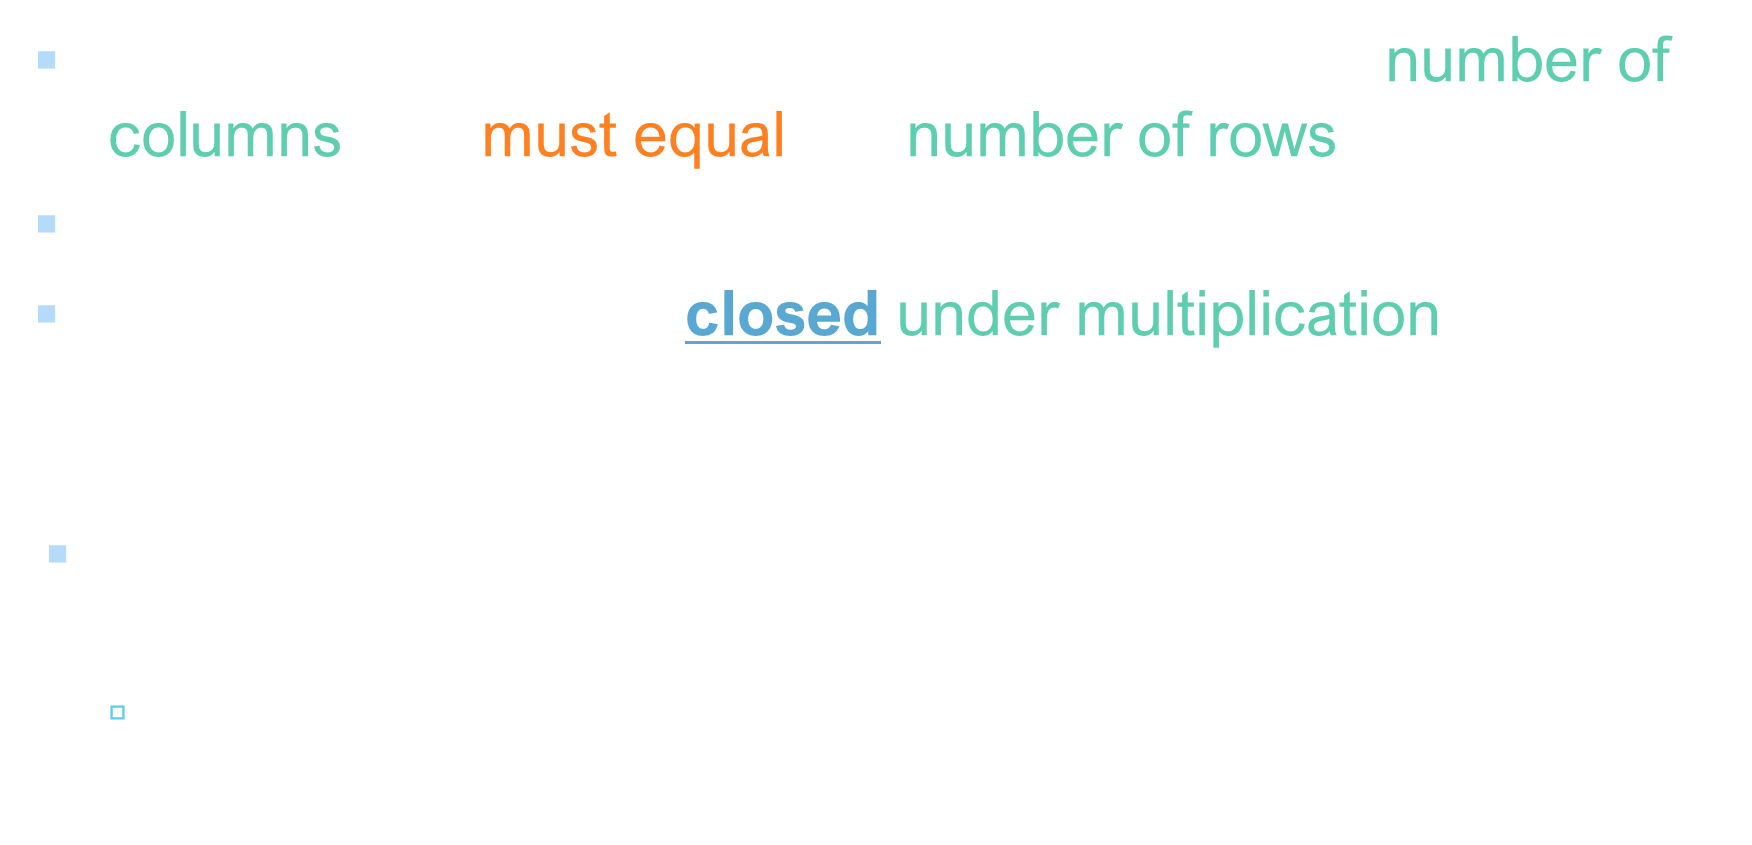 number of
columns must equal number of rows
closed under multiplication